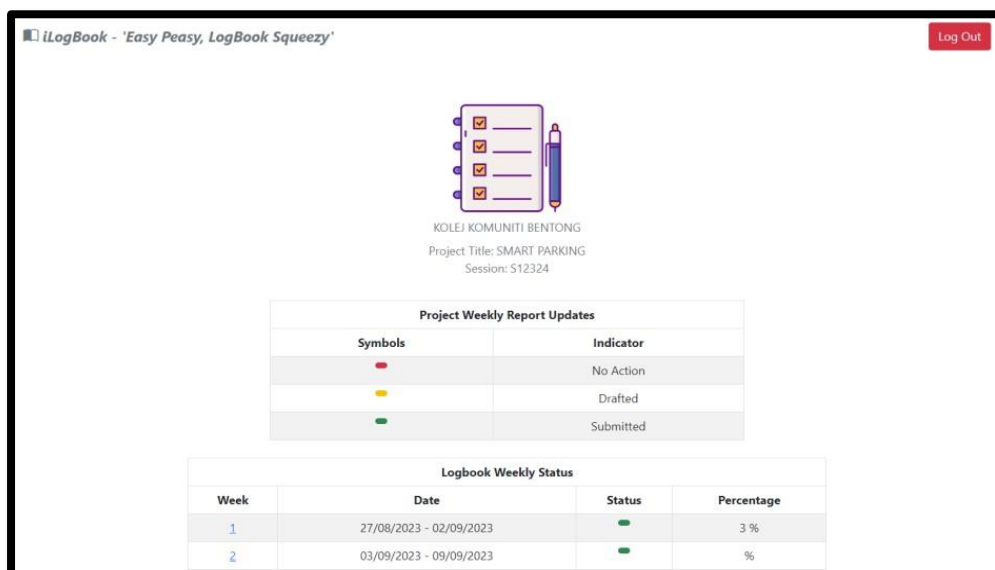 iLogBook - 'Easy Peasy, LogBook Squeezy'
Log Out
KOLEJ KOMUNITI BENTONG
Project Title: SMART PARKING
Session: S12324
Project Weekly Report Updates
Symbols Indicator
No Action
Drafted
Submitted
Logbook Weekly Status
Week Date Status Percentage
1 27/08/2023 - 02/09/2023 3 %
2 03/09/2023 - 09/09/2023 %